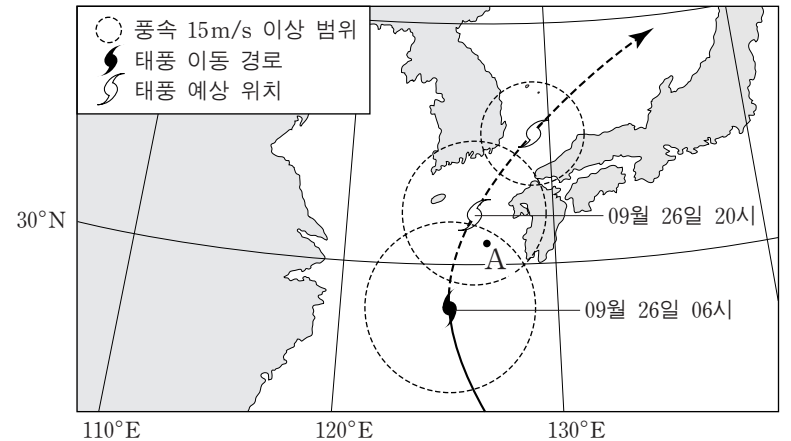 풍속 15m/s 이상 범위
태풍 이동 경로
태풍 예상 위치
30°N
09월 26일 20시
A
09월 26일 06시
110°E
120°E
130°E